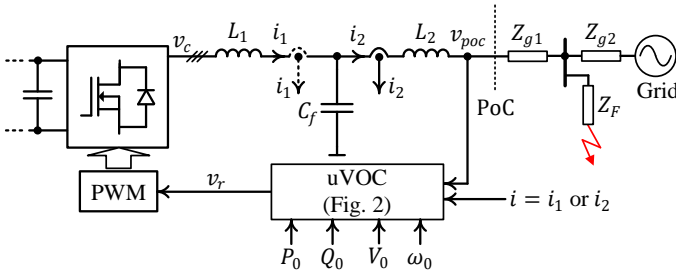 v_c
L_1
i_1
i_2
L_2
v_poc
Z_g1
Z_g2
i_1
i_2
C_f
PoC
Z_F
Grid
PWM
v_r
uVOC
(Fig. 2)
i = i_1 or i_2
P_0
Q_0
V_0
ω_0